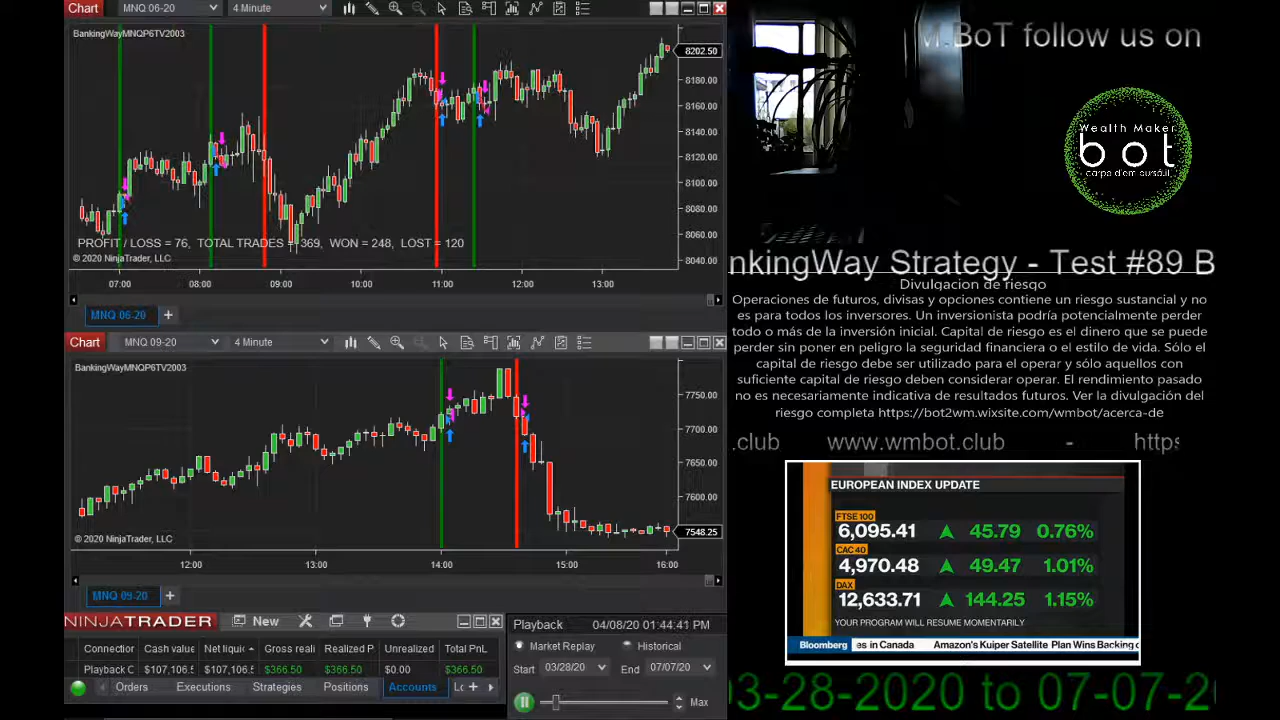 Chart MNQ 06-20 4 Minute
BankingWayMNQP6TV2003
8202.50
8180.00
8160.00
8140.00
8120.00
8100.00
8080.00
8060.00
8040.00
PROFIT / LOSS = 76, TOTAL TRADES = 369, WON = 248, LOST = 120
© 2020 NinjaTrader, LLC
07:00 08:00 09:00 10:00 11:00 12:00 13:00
MNQ 06-20 +
Chart MNQ 09-20 4 Minute
BankingWayMNQP6TV2003
7750.00
7700.00
7650.00
7600.00
7548.25
© 2020 NinjaTrader, LLC
12:00 13:00 14:00 15:00 16:00
MNQ 09-20 +
NINJATRADER New
Connection Cash value Net liquid Gross reali Realized P Unrealized Total PnL
Playback C $107,106.5 $107,106.5 $366.50 $366.50 $0.00 $366.50
Orders Executions Strategies Positions Accounts Lo +
Playback 04/08/20 01:44:41 PM
Market Replay Historical
Start 03/28/20 End 07/07/20
Max
M.BoT follow us on
Wealth Maker
bot
nkingWay Strategy - Test #89 B
Divulgacion de riesgo
Operaciones de futuros, divisas y opciones contiene un riesgo sustancial y no
es para todos los inversores. Un inversionista podría potencialmente perder
todo o más de la inversión inicial. Capital de riesgo es el dinero que se puede
perder sin poner en peligro la seguridad financiera o el estilo de vida. Sólo el
capital de riesgo debe ser utilizado para el operar y sólo aquellos con
suficiente capital de riesgo deben considerar operar. El rendimiento pasado
no es necesariamente indicativa de resultados futuros. Ver la divulgación del
riesgo completa https://bot2wm.wixsite.com/wmbot/acerca-de
.club www.wmbot.club - https
EUROPEAN INDEX UPDATE
FTSE 100
6,095.41 45.79 0.76%
CAC 40
4,970.48 49.47 1.01%
DAX
12,633.71 144.25 1.15%
YOUR PROGRAM WILL RESUME MOMENTARILY
Bloomberg es in Canada Amazon's Kuiper Satellite Plan Wins Backing
03-28-2020 to 07-07-2